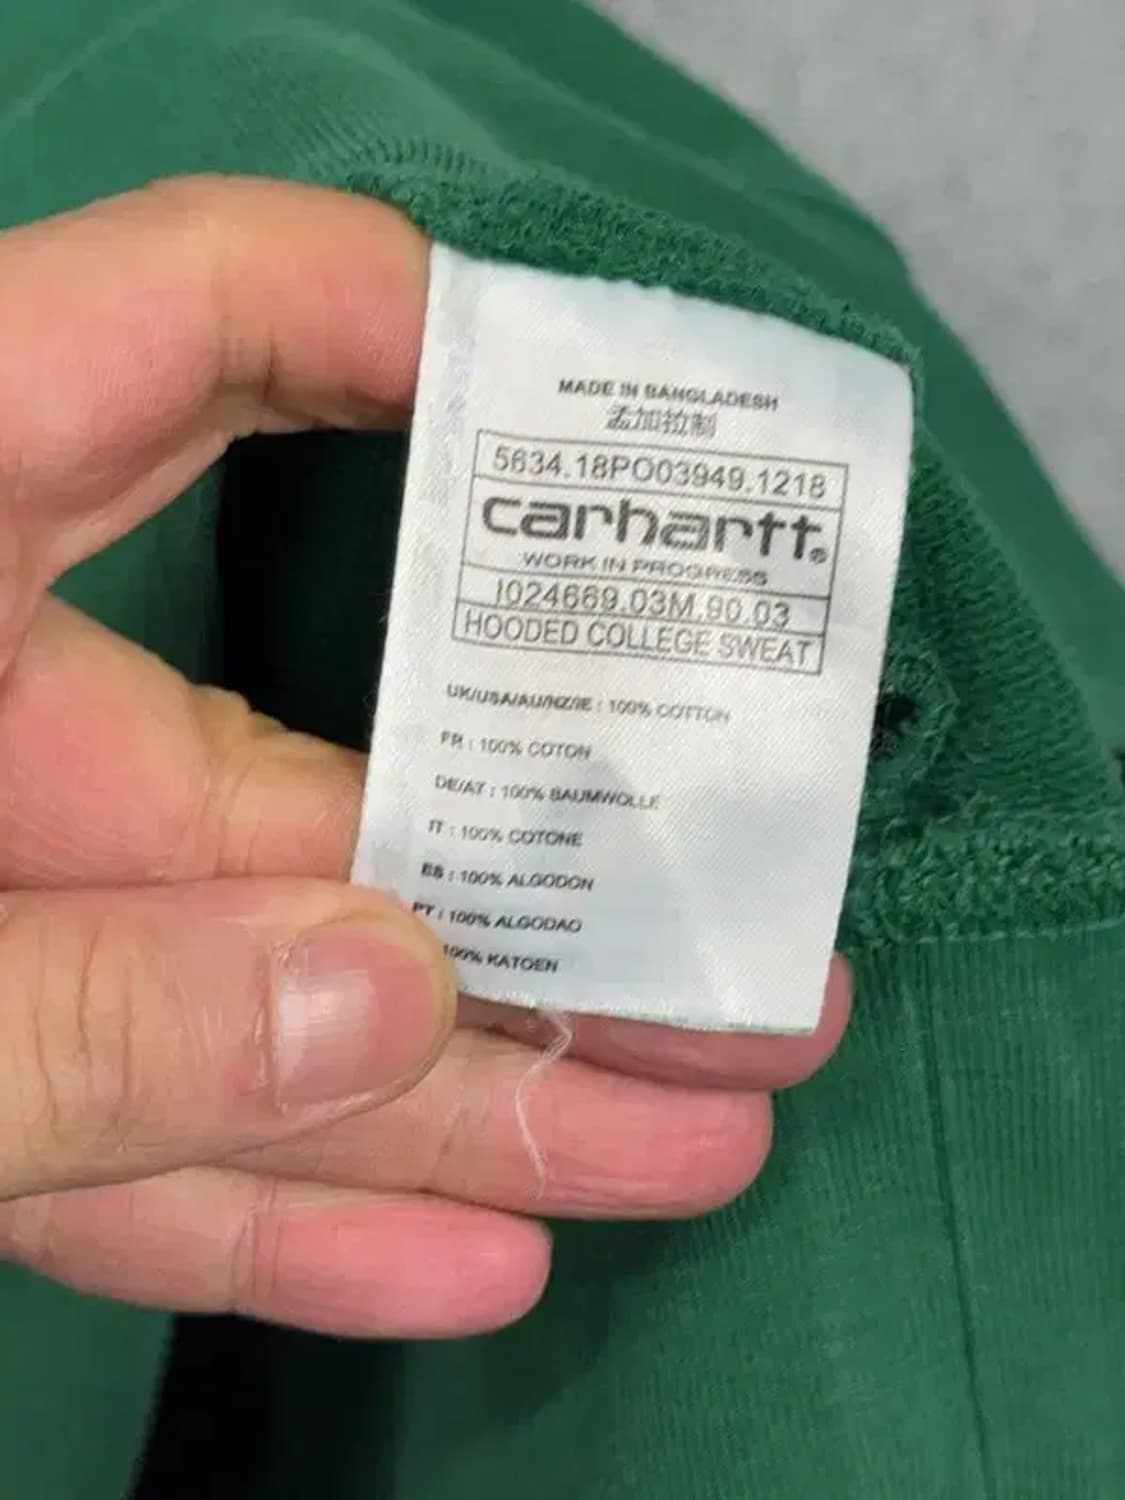 MADE IN BANGLADESH
孟加拉制
5634.18PO03949.1218
carhartt®
WORK IN PROGRESS
I024669.03M.90.03
HOODED COLLEGE SWEAT
UK/USA/AU/NZ/IE : 100% COTTON
FR : 100% COTON
DE/AT : 100% BAUMWOLLE
IT : 100% COTONE
ES : 100% ALGODON
PT : 100% ALGODAO
100% KATOEN